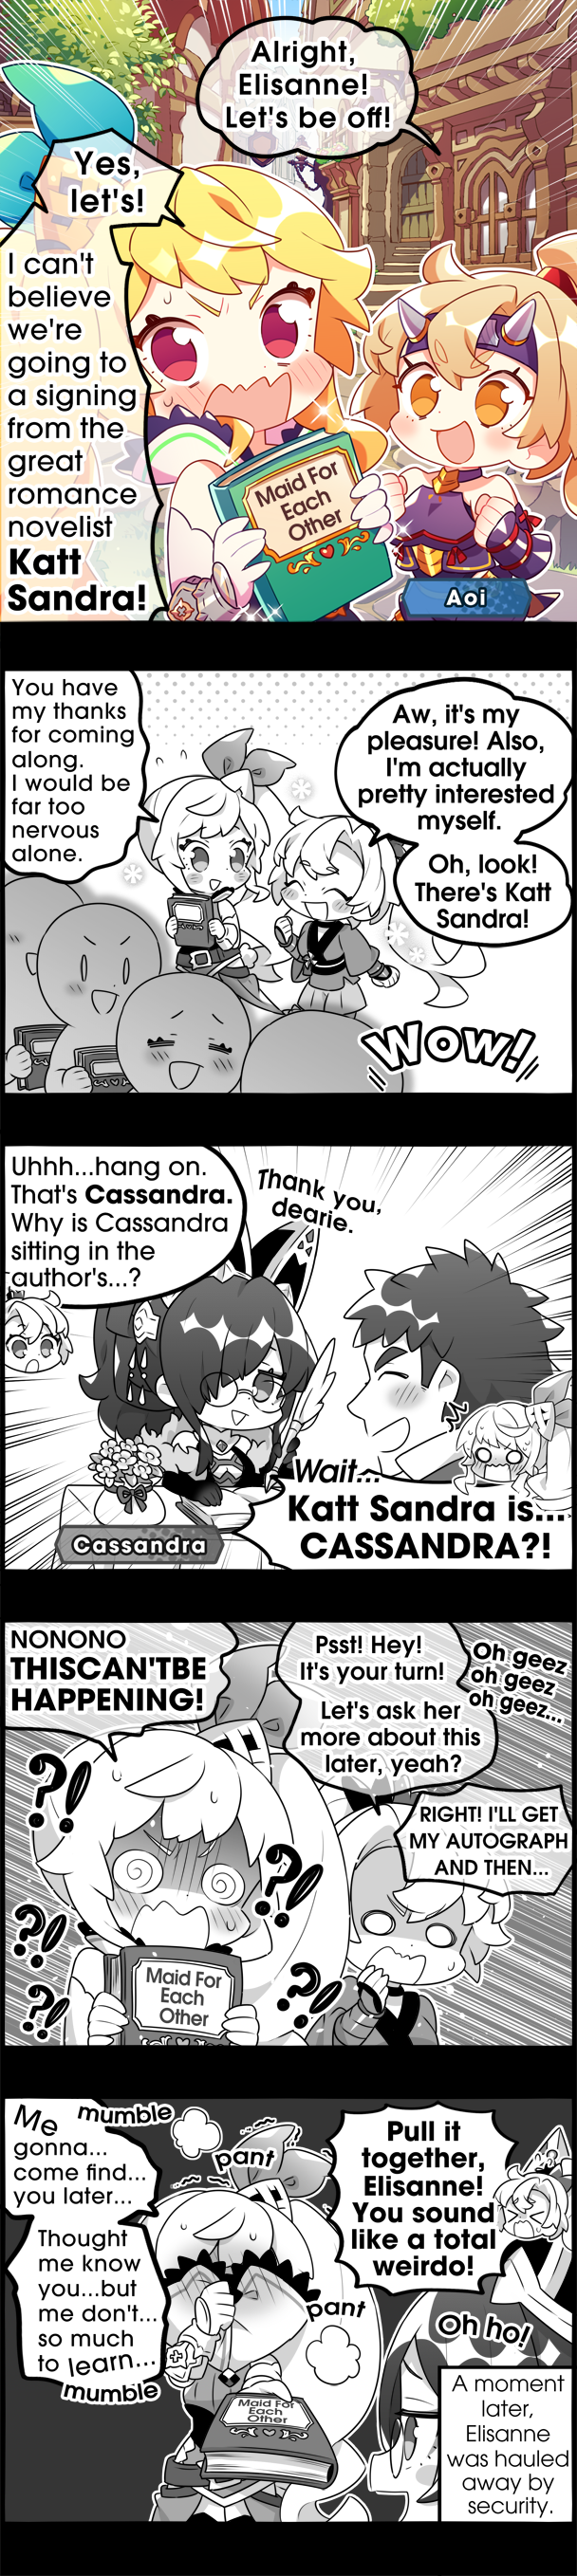 Alright,
Elisanne!
Let's be off!
Yes,
let's!
I can't
believe
we're
going to
a signing
from the
great
romance
novelist
Katt
Sandra!
Maid For
Each
Other
Aoi
You have
my thanks
for coming
along.
I would be
far too
nervous
alone.
Aw, it's my
pleasure! Also,
I'm actually
pretty interested
myself.
Oh, look!
There's Katt
Sandra!
Wow!
Uhhh...hang on.
That's Cassandra.
Why is Cassandra
sitting in the
author's...?
Thank you,
dearie.
Cassandra
Wait...
Katt Sandra is...
CASSANDRA?!
NONONO
THISCAN'TBE
HAPPENING!
Psst! Hey!
It's your turn!
Let's ask her
more about this
later, yeah?
Oh geez
oh geez
oh geez...
RIGHT! I'LL GET
MY AUTOGRAPH
AND THEN...
?!
?!
?!
?!
?!
Maid For
Each
Other
Me
gonna...
come find...
you later...
mumble
pant
Thought
me know
you...but
me don't...
so much
to learn...
mumble
Pull it
together,
Elisanne!
You sound
like a total
weirdo!
pant
Oh ho!
Maid For
Each
Other
A moment
later,
Elisanne
was hauled
away by
security.